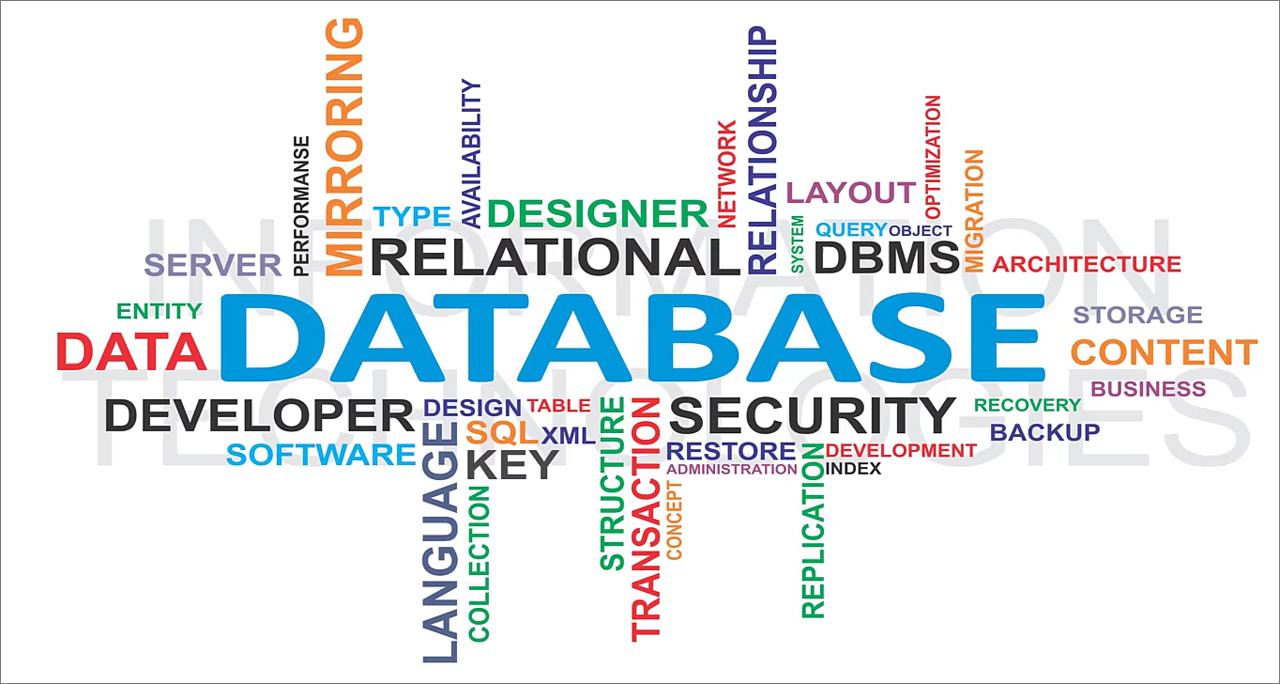 MIRRORING
RELATIONSHIP
AVAILABILITY
OPTIMIZATION
NETWORK
PERFORMANSE
MIGRATION
LAYOUT
TYPE
DESIGNER
SYSTEM
QUERY
OBJECT
INFORMATION
SERVER
RELATIONAL
DBMS
ARCHITECTURE
ENTITY
DATABASE
STORAGE
DATA
CONTENT
TECHNOLOGIES
BUSINESS
DEVELOPER
DESIGN
TABLE
SECURITY
RECOVERY
SQL
XML
BACKUP
SOFTWARE
KEY
RESTORE
DEVELOPMENT
ADMINISTRATION
INDEX
LANGUAGE
STRUCTURE
TRANSACTION
CONCEPT
REPLICATION
COLLECTION